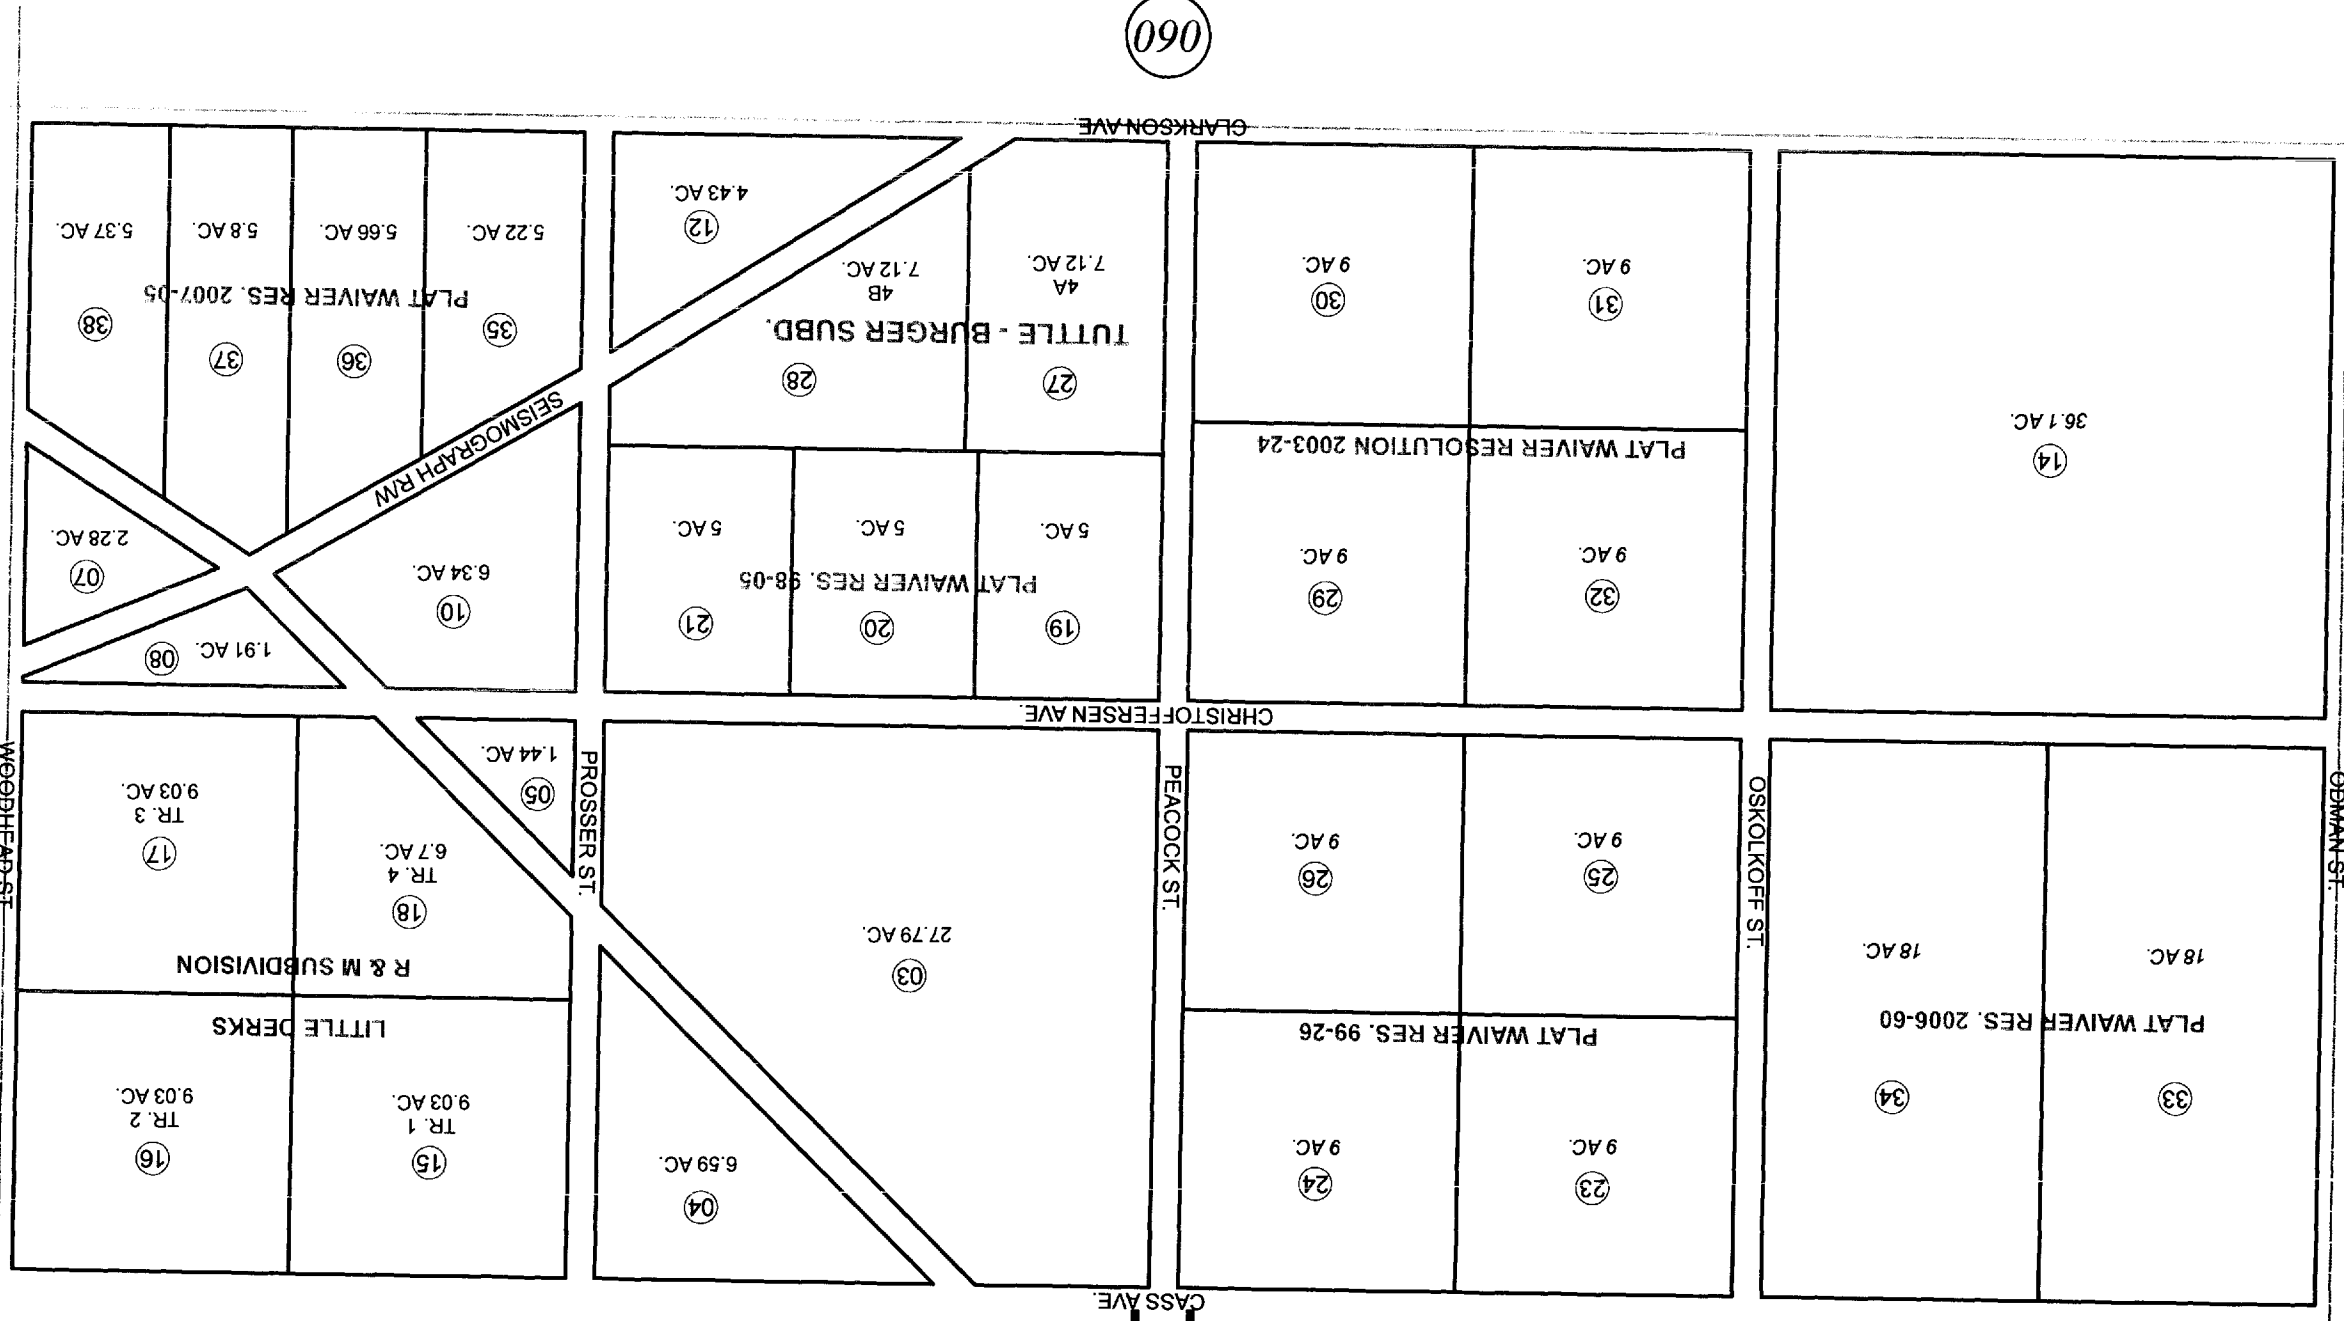 CASS AVE.
33
18 AC.
34
18 AC.
PLAT WAIVER RES. 2006-60
23
9 AC.
24
9 AC.
PLAT WAIVER RES. 99-26
25
9 AC.
26
9 AC.
03
27.79 AC.
04
6.59 AC.
15
TR. 1
9.03 AC.
16
TR. 2
9.03 AC.
LITTLE DERKS
R & M SUBDIVISION
18
TR. 4
6.7 AC.
17
TR. 3
9.03 AC.
05
1.44 AC.
ODMAN ST.
OSKOLKOFF ST.
PEACOCK ST.
PROSSER ST.
WOODHEAD ST.
CHRISTOFFERSEN AVE.
14
36.1 AC.
32
9 AC.
29
9 AC.
PLAT WAIVER RESOLUTION 2003-24
31
9 AC.
30
9 AC.
19
5 AC.
20
5 AC.
21
5 AC.
PLAT WAIVER RES. 98-05
27
28
TUTTLE - BURGER SUBD.
4A
7.12 AC.
4B
7.12 AC.
12
4.43 AC.
10
6.34 AC.
08
1.91 AC.
07
2.28 AC.
SEISMOGRAPH R/W
35
36
37
38
PLAT WAIVER RES. 2007-05
5.22 AC.
5.66 AC.
5.8 AC.
5.37 AC.
CLARKSON AVE.
060